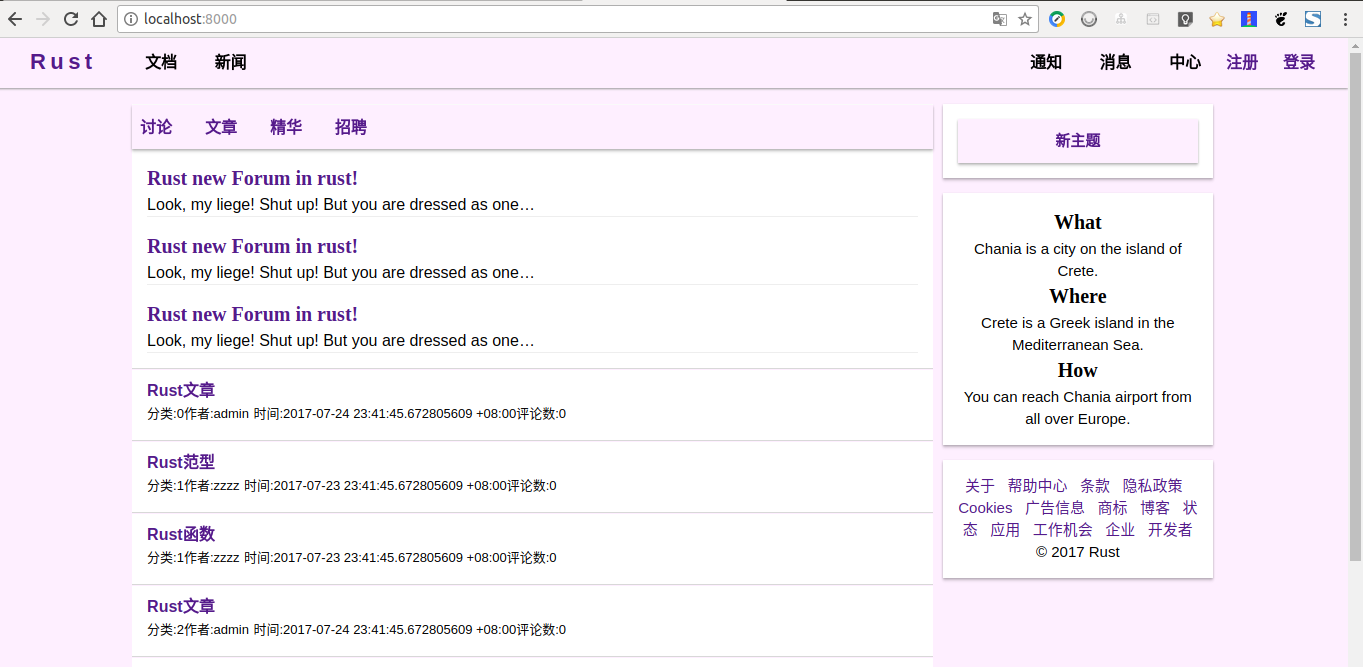 localhost:8000
Rust 文档 新闻 通知 消息 中心 注册 登录
讨论 文章 精华 招聘
Rust new Forum in rust!
Look, my liege! Shut up! But you are dressed as one…
Rust new Forum in rust!
Look, my liege! Shut up! But you are dressed as one…
Rust new Forum in rust!
Look, my liege! Shut up! But you are dressed as one…
Rust文章
分类:0作者:admin 时间:2017-07-24 23:41:45.672805609 +08:00评论数:0
Rust范型
分类:1作者:zzzz 时间:2017-07-23 23:41:45.672805609 +08:00评论数:0
Rust函数
分类:1作者:zzzz 时间:2017-07-23 23:41:45.672805609 +08:00评论数:0
Rust文章
分类:2作者:admin 时间:2017-07-24 23:41:45.672805609 +08:00评论数:0
新主题
What
Chania is a city on the island of
Crete.
Where
Crete is a Greek island in the
Mediterranean Sea.
How
You can reach Chania airport from
all over Europe.
关于 帮助中心 条款 隐私政策
Cookies 广告信息 商标 博客 状
态 应用 工作机会 企业 开发者
© 2017 Rust